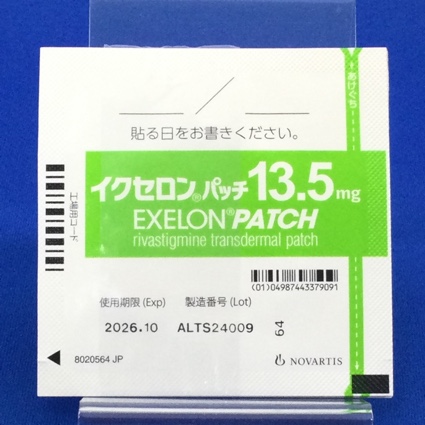 あけぐち
／
貼る日をお書きください。
イクセロン®パッチ13.5mg
EXELON®PATCH
rivastigmine transdermal patch
工場用コード
(01)04987443379091
使用期限 (Exp) 製造番号 (Lot)
2026.10 ALTS24009
64
8020564 JP
NOVARTIS